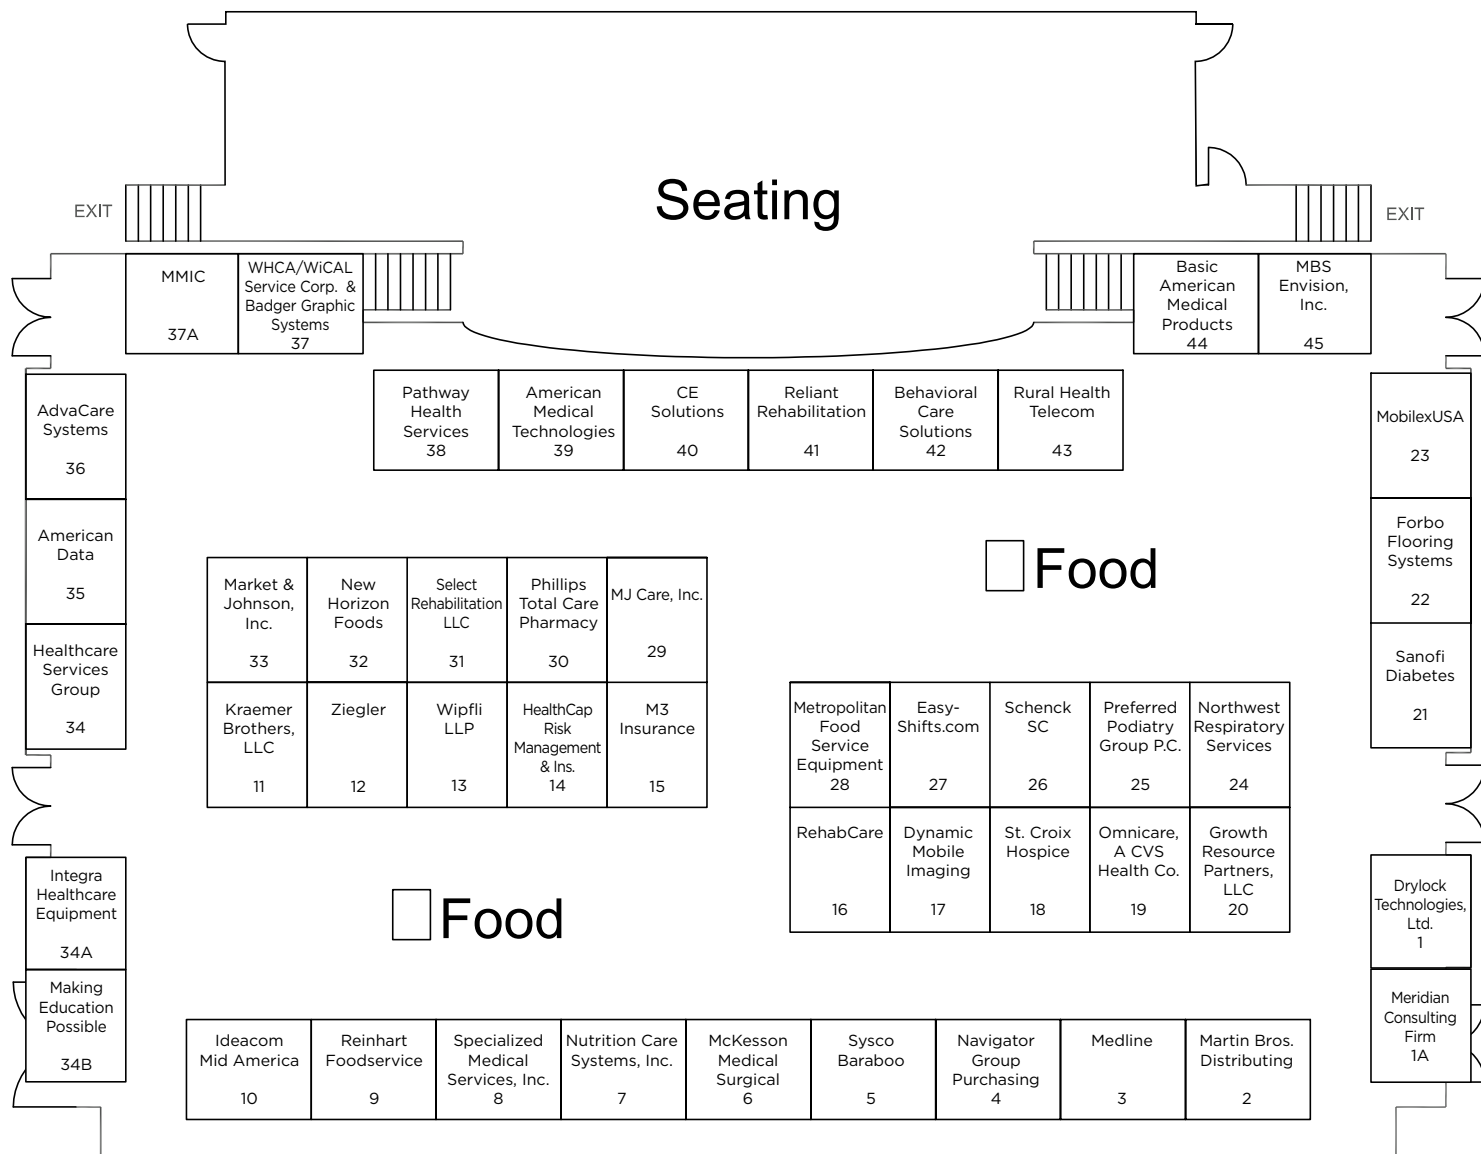 Seating
EXIT
EXIT
MMIC
37A
WHCA/WiCAL
Service Corp. &
Badger Graphic
Systems
37
Basic
American
Medical
Products
44
MBS
Envision,
Inc.
45
Pathway
Health
Services
38
American
Medical
Technologies
39
CE
Solutions
40
Reliant
Rehabilitation
41
Behavioral
Care
Solutions
42
Rural Health
Telecom
43
AdvaCare
Systems
36
American
Data
35
Healthcare
Services
Group
34
MobilexUSA
23
Forbo
Flooring
Systems
22
Sanofi
Diabetes
21
Food
Market &
Johnson,
Inc.
33
New
Horizon
Foods
32
Select
Rehabilitation
LLC
31
Phillips
Total Care
Pharmacy
30
MJ Care, Inc.
29
Kraemer
Brothers,
LLC
11
Ziegler
12
Wipfli
LLP
13
HealthCap
Risk
Management
& Ins.
14
M3
Insurance
15
Metropolitan
Food
Service
Equipment
28
Easy-
Shifts.com
27
Schenck
SC
26
Preferred
Podiatry
Group P.C.
25
Northwest
Respiratory
Services
24
RehabCare
16
Dynamic
Mobile
Imaging
17
St. Croix
Hospice
18
Omnicare,
A CVS
Health Co.
19
Growth
Resource
Partners,
LLC
20
Food
Integra
Healthcare
Equipment
34A
Making
Education
Possible
34B
Drylock
Technologies,
Ltd.
1
Meridian
Consulting
Firm
1A
Ideacom
Mid America
10
Reinhart
Foodservice
9
Specialized
Medical
Services, Inc.
8
Nutrition Care
Systems, Inc.
7
McKesson
Medical
Surgical
6
Sysco
Baraboo
5
Navigator
Group
Purchasing
4
Medline
3
Martin Bros.
Distributing
2